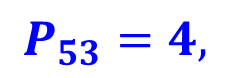 P₅₃ = 4,